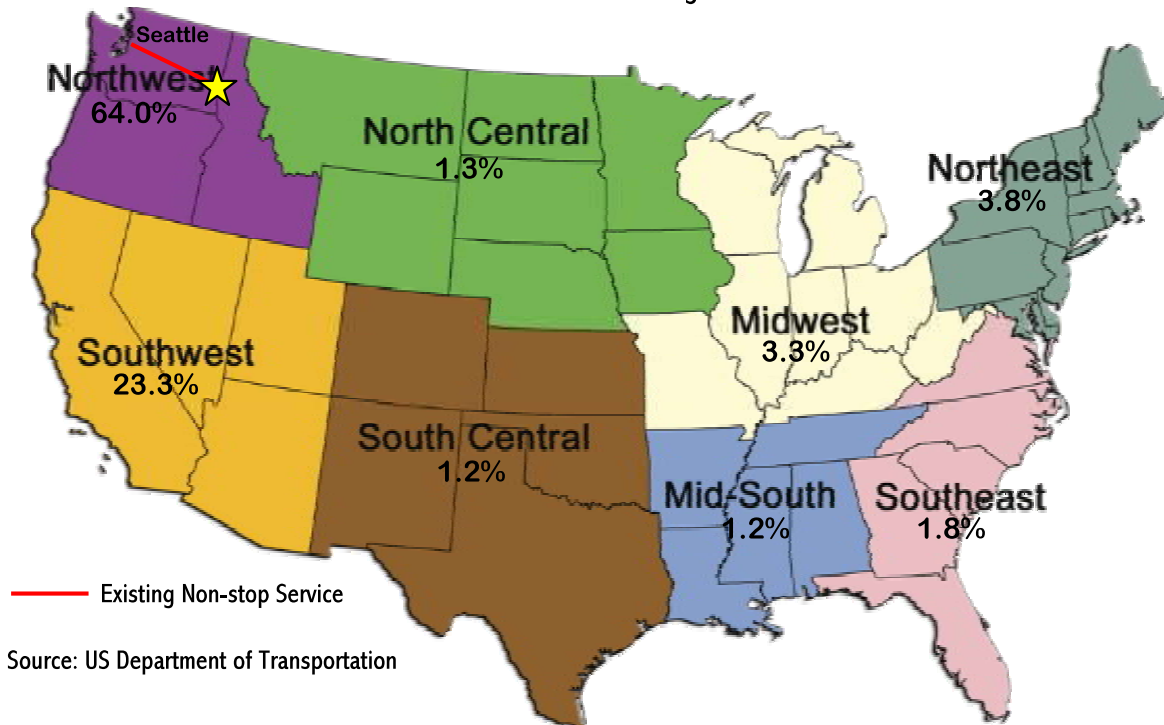 Seattle
Northwest
64.0%
North Central
1.3%
Northeast
3.8%
Midwest
3.3%
Southwest
23.3%
South Central
1.2%
Mid-South
1.2%
Southeast
1.8%
Existing Non-stop Service
Source: US Department of Transportation